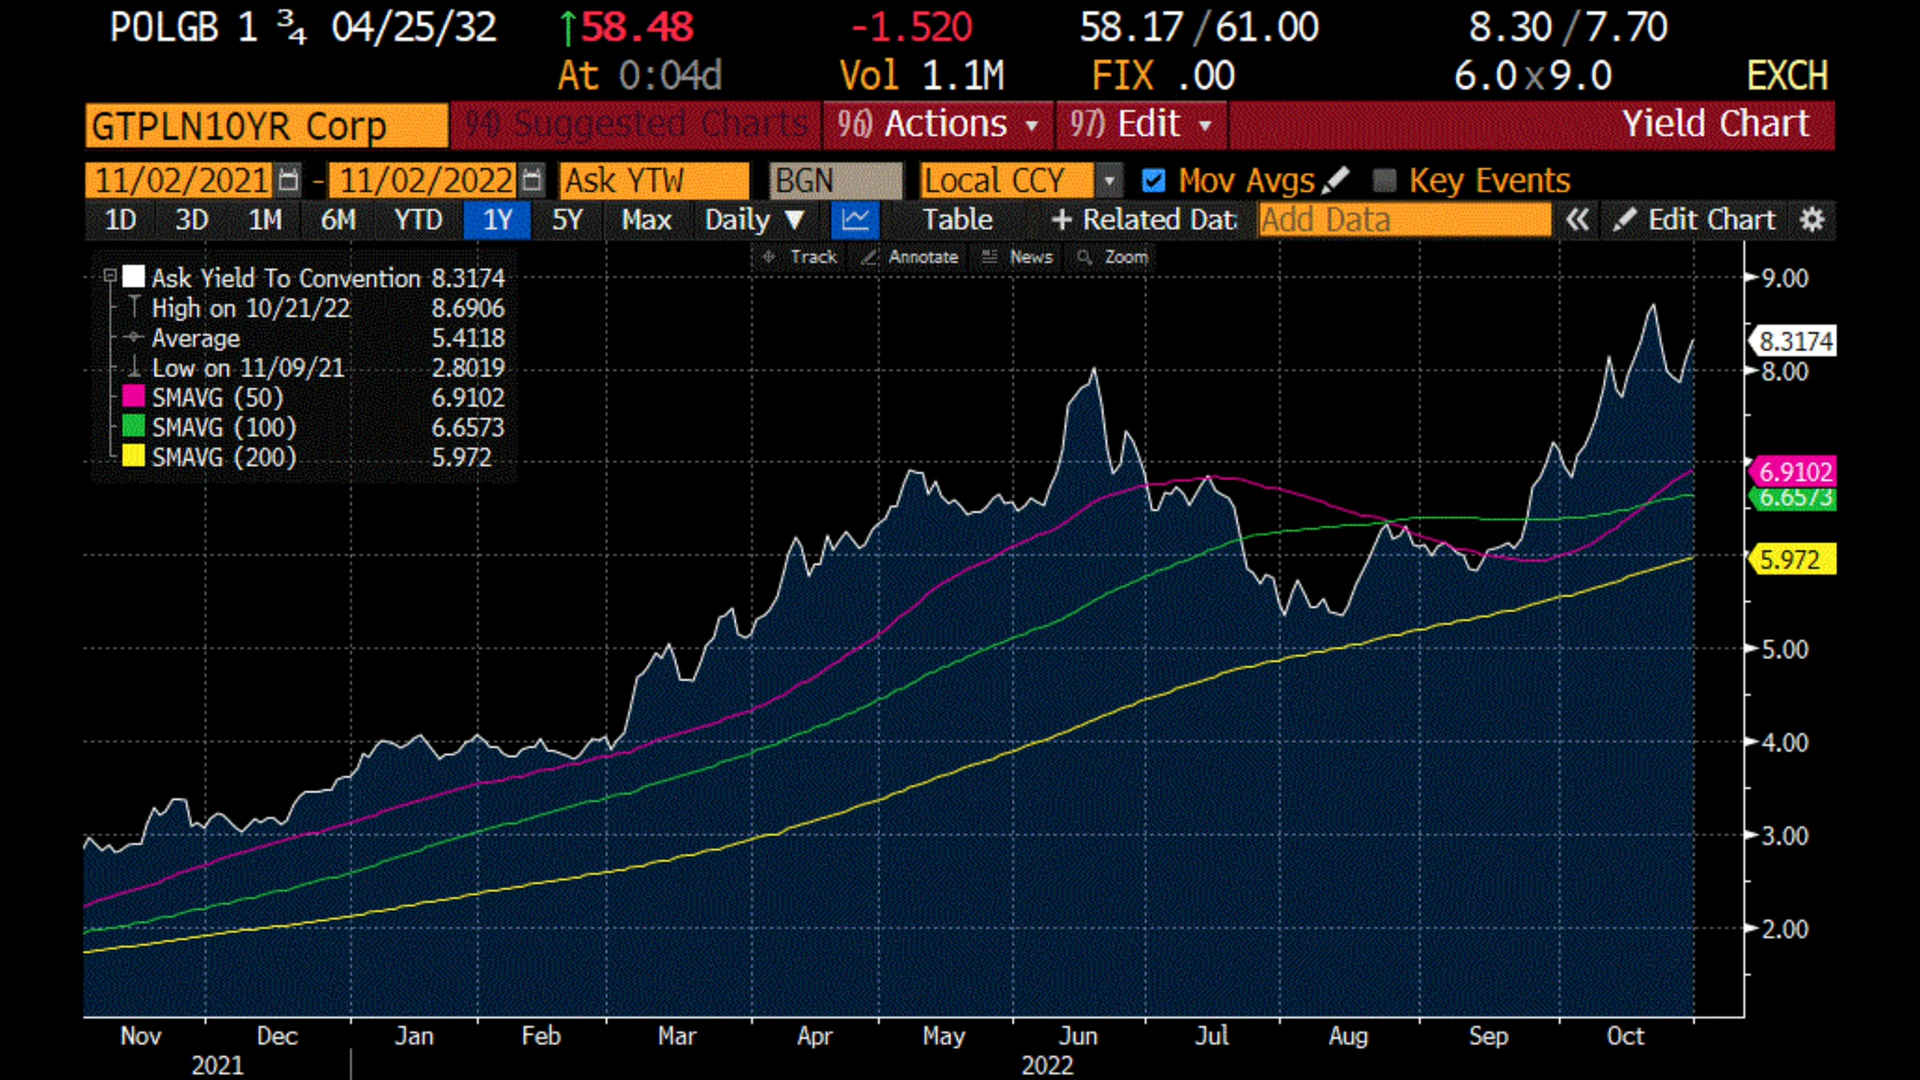 POLGB 1 ¾ 04/25/32 ↑58.48 -1.520 58.17/61.00 8.30/7.70
At 0:04d Vol 1.1M FIX .00 6.0x9.0 EXCH
GTPLN10YR Corp 94) Suggested Charts 96) Actions 97) Edit Yield Chart
11/02/2021 - 11/02/2022 Ask YTW BGN Local CCY Mov Avgs Key Events
1D 3D 1M 6M YTD 1Y 5Y Max Daily ▼ Table + Related Dat Add Data « Edit Chart
Track Annotate News Zoom
Ask Yield To Convention 8.3174
High on 10/21/22 8.6906
Average 5.4118
Low on 11/09/21 2.8019
SMAVG (50) 6.9102
SMAVG (100) 6.6573
SMAVG (200) 5.972
9.00
8.3174
8.00
6.9102
6.6573
5.972
5.00
4.00
3.00
2.00
Nov Dec Jan Feb Mar Apr May Jun Jul Aug Sep Oct
2021 2022